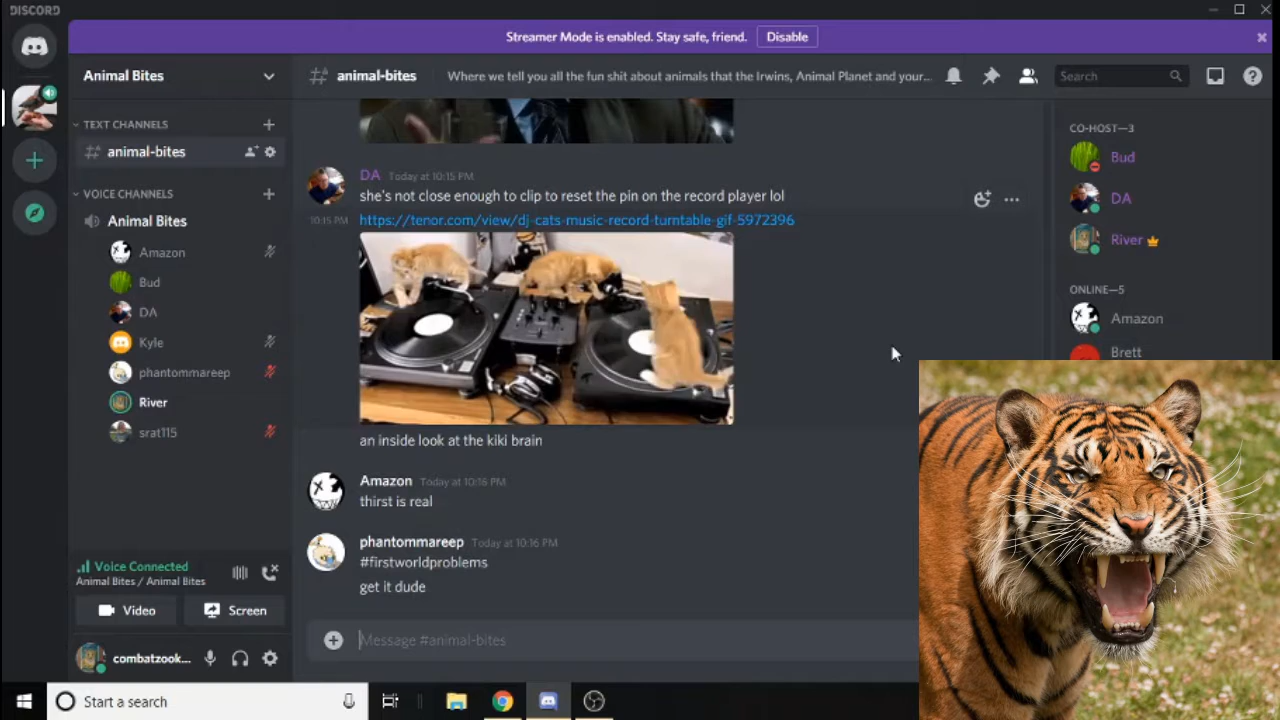 DISCORD
Streamer Mode is enabled. Stay safe, friend. Disable
Animal Bites
animal-bites
Where we tell you all the fun shit about animals that the Irwins, Animal Planet and your...
Search
TEXT CHANNELS
animal-bites
VOICE CHANNELS
Animal Bites
Amazon
Bud
DA
Kyle
phantommareep
River
srat115
Voice Connected
Animal Bites / Animal Bites
Video
Screen
combatzook...
DA Today at 10:15 PM
she's not close enough to clip to reset the pin on the record player lol
10:15 PM https://tenor.com/view/dj-cats-music-record-turntable-gif-5972396
an inside look at the kiki brain
Amazon Today at 10:16 PM
thirst is real
phantommareep Today at 10:16 PM
#firstworldproblems
get it dude
Message #animal-bites
CO-HOST—3
Bud
DA
River
ONLINE—5
Amazon
Brett
Start a search